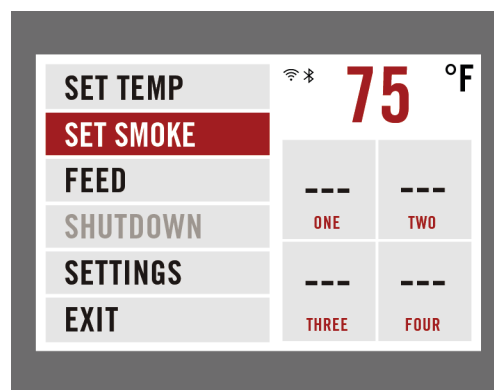 SET TEMP
SET SMOKE
FEED
SHUTDOWN
SETTINGS
EXIT
75 °F
--- ---
ONE TWO
--- ---
THREE FOUR